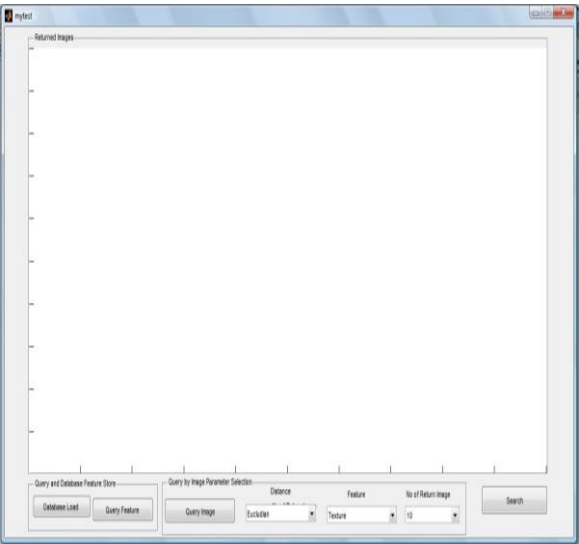 mytest
Returned Images
Query and Database Feature Store
Database Load
Query Feature
Query by Image Parameter Selection
Query Image
Distance
Eucludian
Feature
Texture
No of Return Image
10
Search